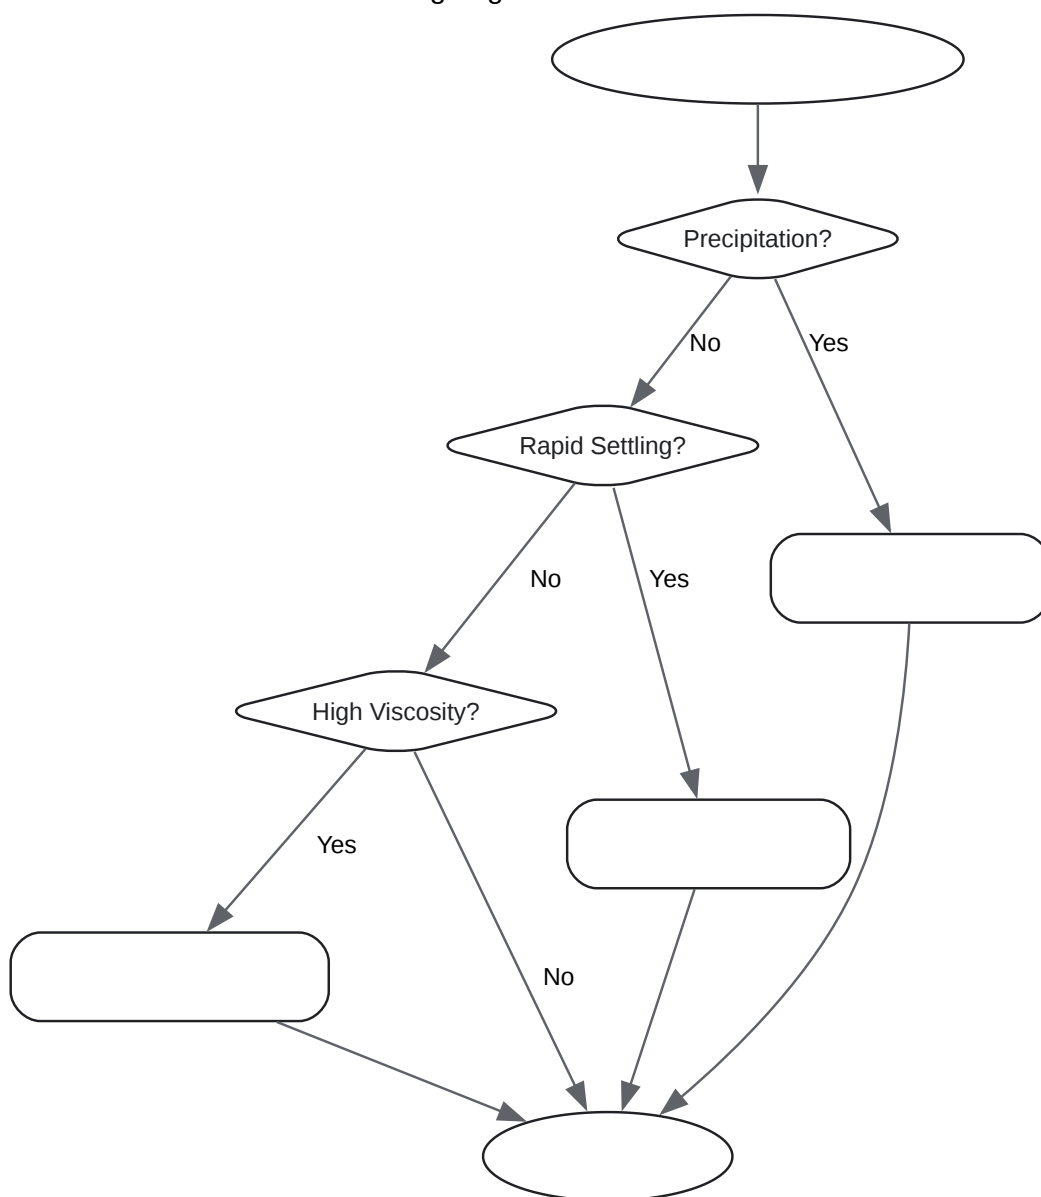 Precipitation?
No
Yes
Rapid Settling?
No
Yes
High Viscosity?
Yes
No